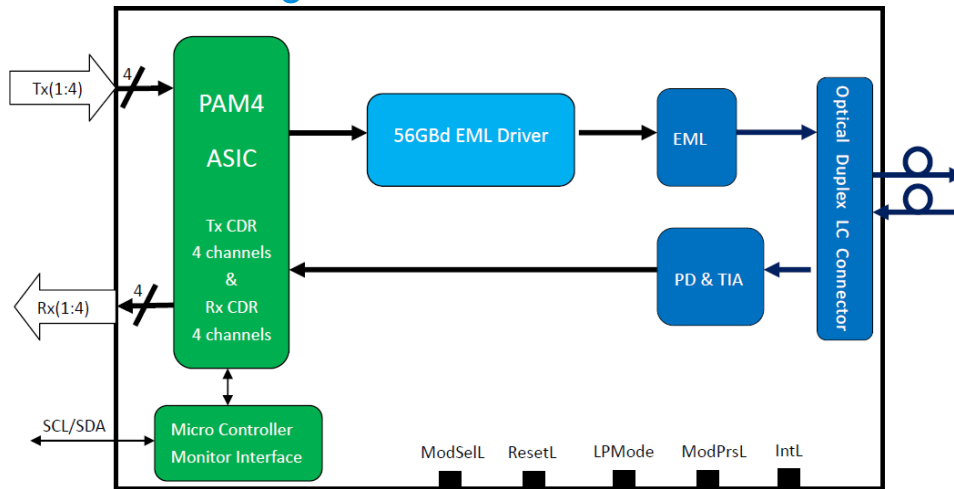 Tx(1:4)
4
PAM4
ASIC
Tx CDR
4 channels
&
Rx CDR
4 channels
56GBd EML Driver
EML
Optical Duplex LC Connector
PD & TIA
Rx(1:4)
4
SCL/SDA
Micro Controller
Monitor Interface
ModSelL
ResetL
LPMode
ModPrsL
IntL